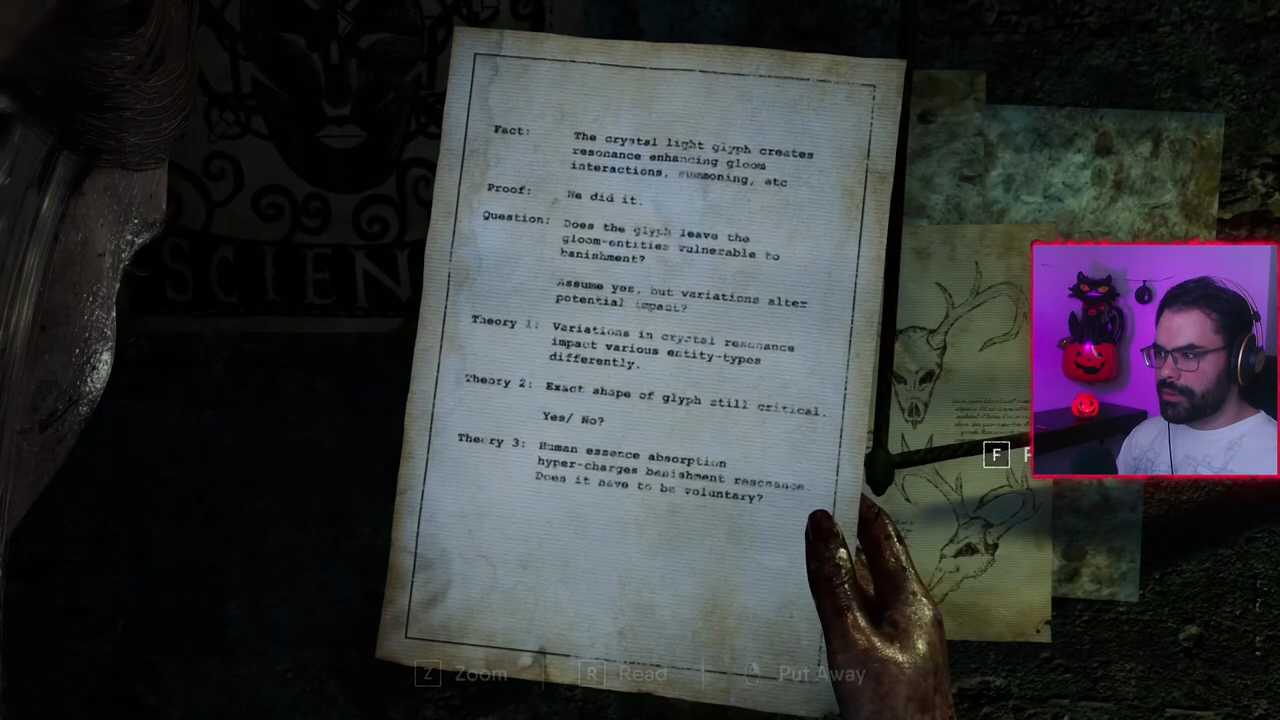 SCIEN
Fact: The crystal light glyph creates
resonance enhancing gloom
interactions, summoning, etc
Proof: We did it.
Question: Does the glyph leave the
gloom-entities vulnerable to
banishment?
Assume yes, but variations alter
potential impact?
Theory 1: Variations in crystal resonance
impact various entity-types
differently.
Theory 2: Exact shape of glyph still critical.
Yes/ No?
Theory 3: Human essence absorption
hyper-charges banishment resonance.
Does it have to be voluntary?
F
Z Zoom
R Read
Put Away